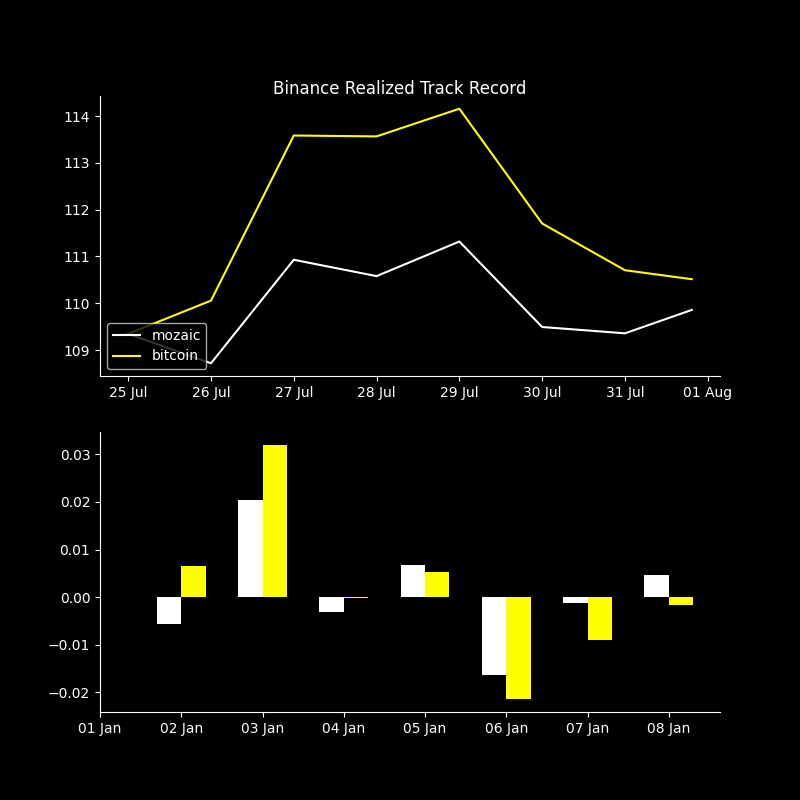 Binance Realized Track Record
114
113
112
111
110
109
mozaic
bitcoin
25 Jul 26 Jul 27 Jul 28 Jul 29 Jul 30 Jul 31 Jul 01 Aug
0.03
0.02
0.01
0.00
−0.01
−0.02
01 Jan 02 Jan 03 Jan 04 Jan 05 Jan 06 Jan 07 Jan 08 Jan